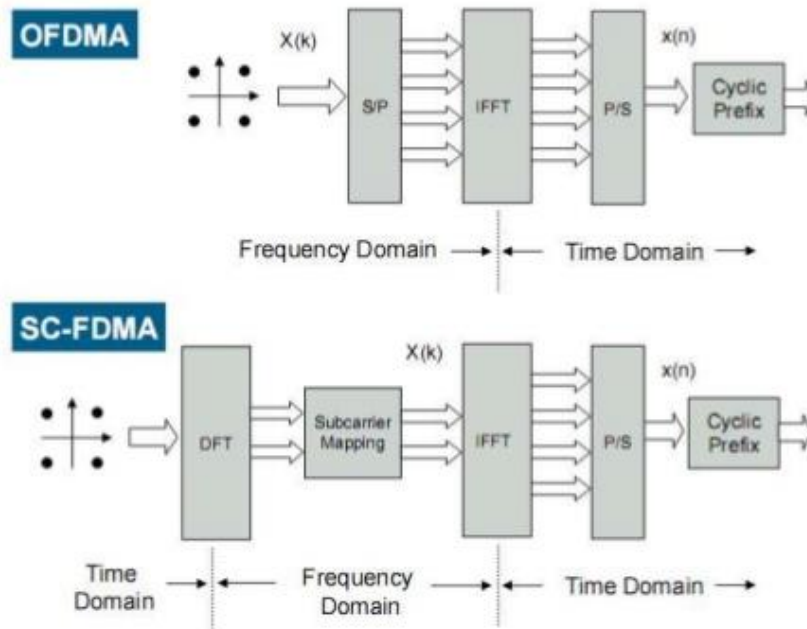 OFDMA
X(k)
x(n)
S/P
IFFT
P/S
Cyclic
Prefix
Frequency Domain
Time Domain
SC-FDMA
X(k)
x(n)
DFT
Subcarrier
Mapping
IFFT
P/S
Cyclic
Prefix
Time
Domain
Frequency
Domain
Time Domain